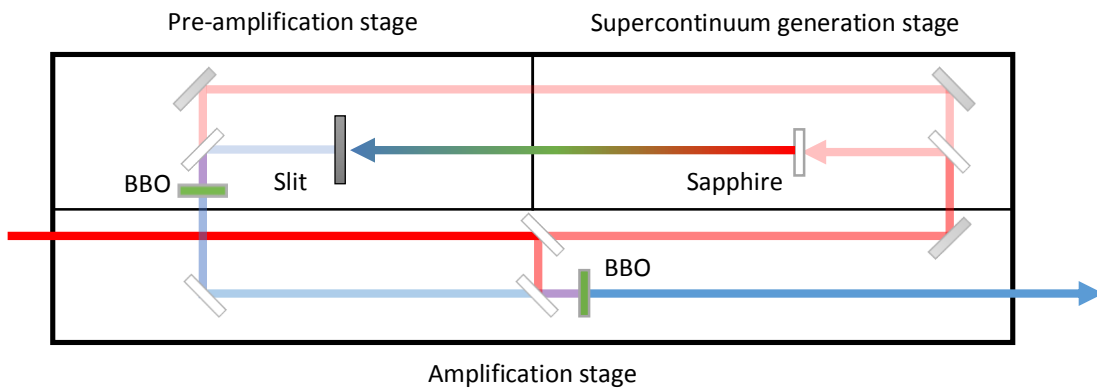 Pre-amplification stage
Supercontinuum generation stage
BBO
Slit
Sapphire
BBO
Amplification stage